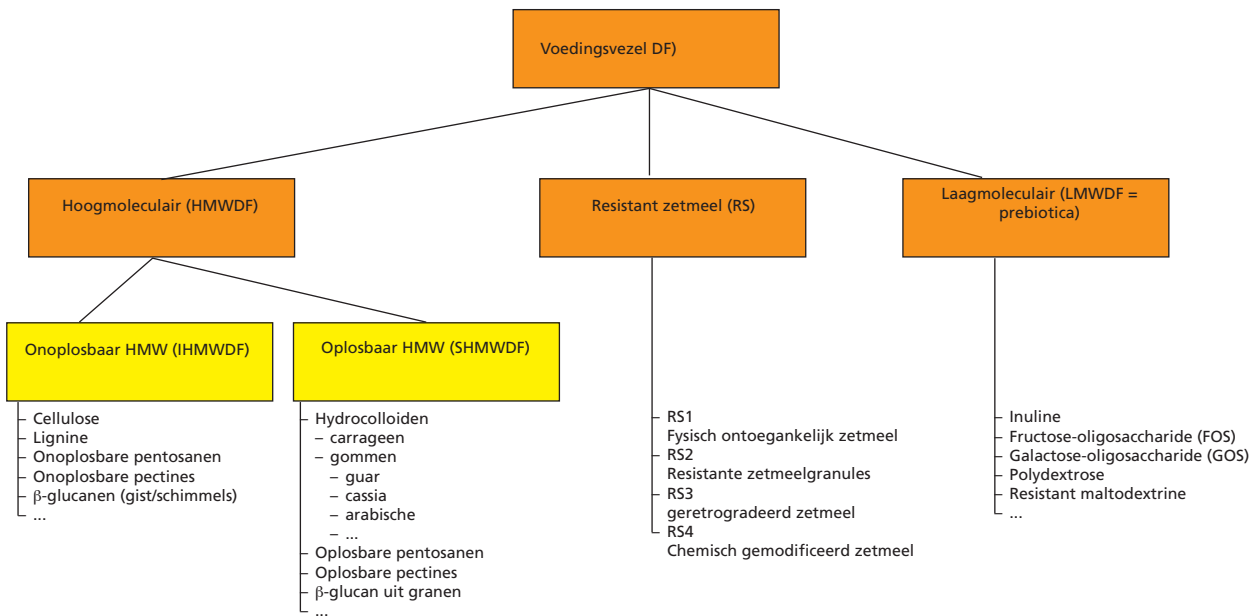 Voedingsvezel DF)
Hoogmoleculair (HMWDF)
Resistant zetmeel (RS)
Laagmoleculair (LMWDF =
prebiotica)
Onoplosbaar HMW (IHMWDF)
Oplosbaar HMW (SHMWDF)
– Cellulose
– Lignine
– Onoplosbare pentosanen
– Onoplosbare pectines
– β-glucanen (gist/schimmels)
– ...
– Hydrocolloiden
– carrageen
– gommen
– guar
– cassia
– arabische
– ...
– Oplosbare pentosanen
– Oplosbare pectines
– β-glucan uit granen
– ...
– RS1
Fysisch ontoegankelijk zetmeel
– RS2
Resistante zetmeelgranules
– RS3
geretrogradeerd zetmeel
– RS4
Chemisch gemodificeerd zetmeel
– Inuline
– Fructose-oligosaccharide (FOS)
– Galactose-oligosaccharide (GOS)
– Polydextrose
– Resistant maltodextrine
– ...